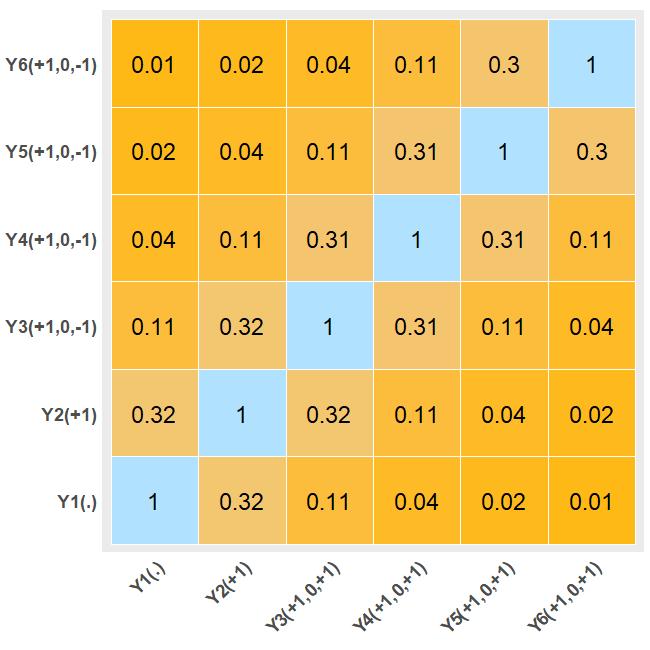 Y6(+1,0,-1) 0.01 0.02 0.04 0.11 0.3 1
Y5(+1,0,-1) 0.02 0.04 0.11 0.31 1 0.3
Y4(+1,0,-1) 0.04 0.11 0.31 1 0.31 0.11
Y3(+1,0,-1) 0.11 0.32 1 0.31 0.11 0.04
Y2(+1) 0.32 1 0.32 0.11 0.04 0.02
Y1(.) 1 0.32 0.11 0.04 0.02 0.01
Y1(.) Y2(+1) Y3(+1,0,+1) Y4(+1,0,+1) Y5(+1,0,+1) Y6(+1,0,+1)